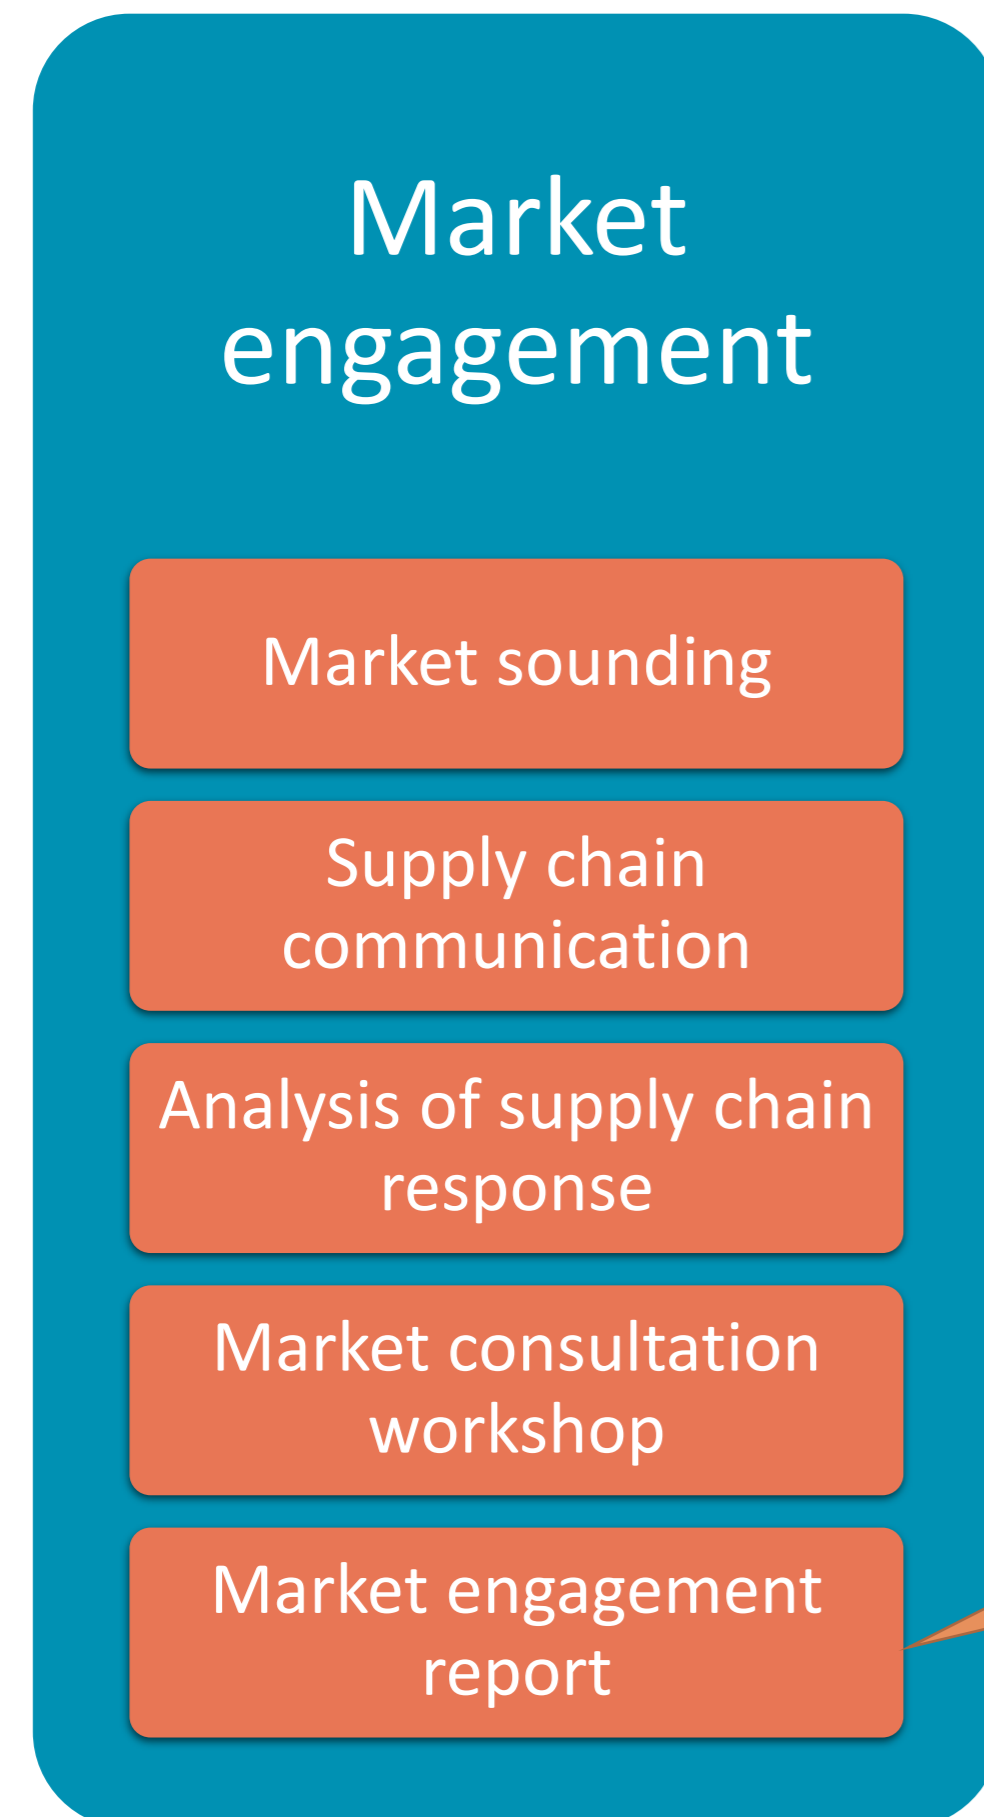 Market
engagement
Market sounding
Supply chain
communication
Analysis of supply chain
response
Market consultation
workshop
Market engagement
report